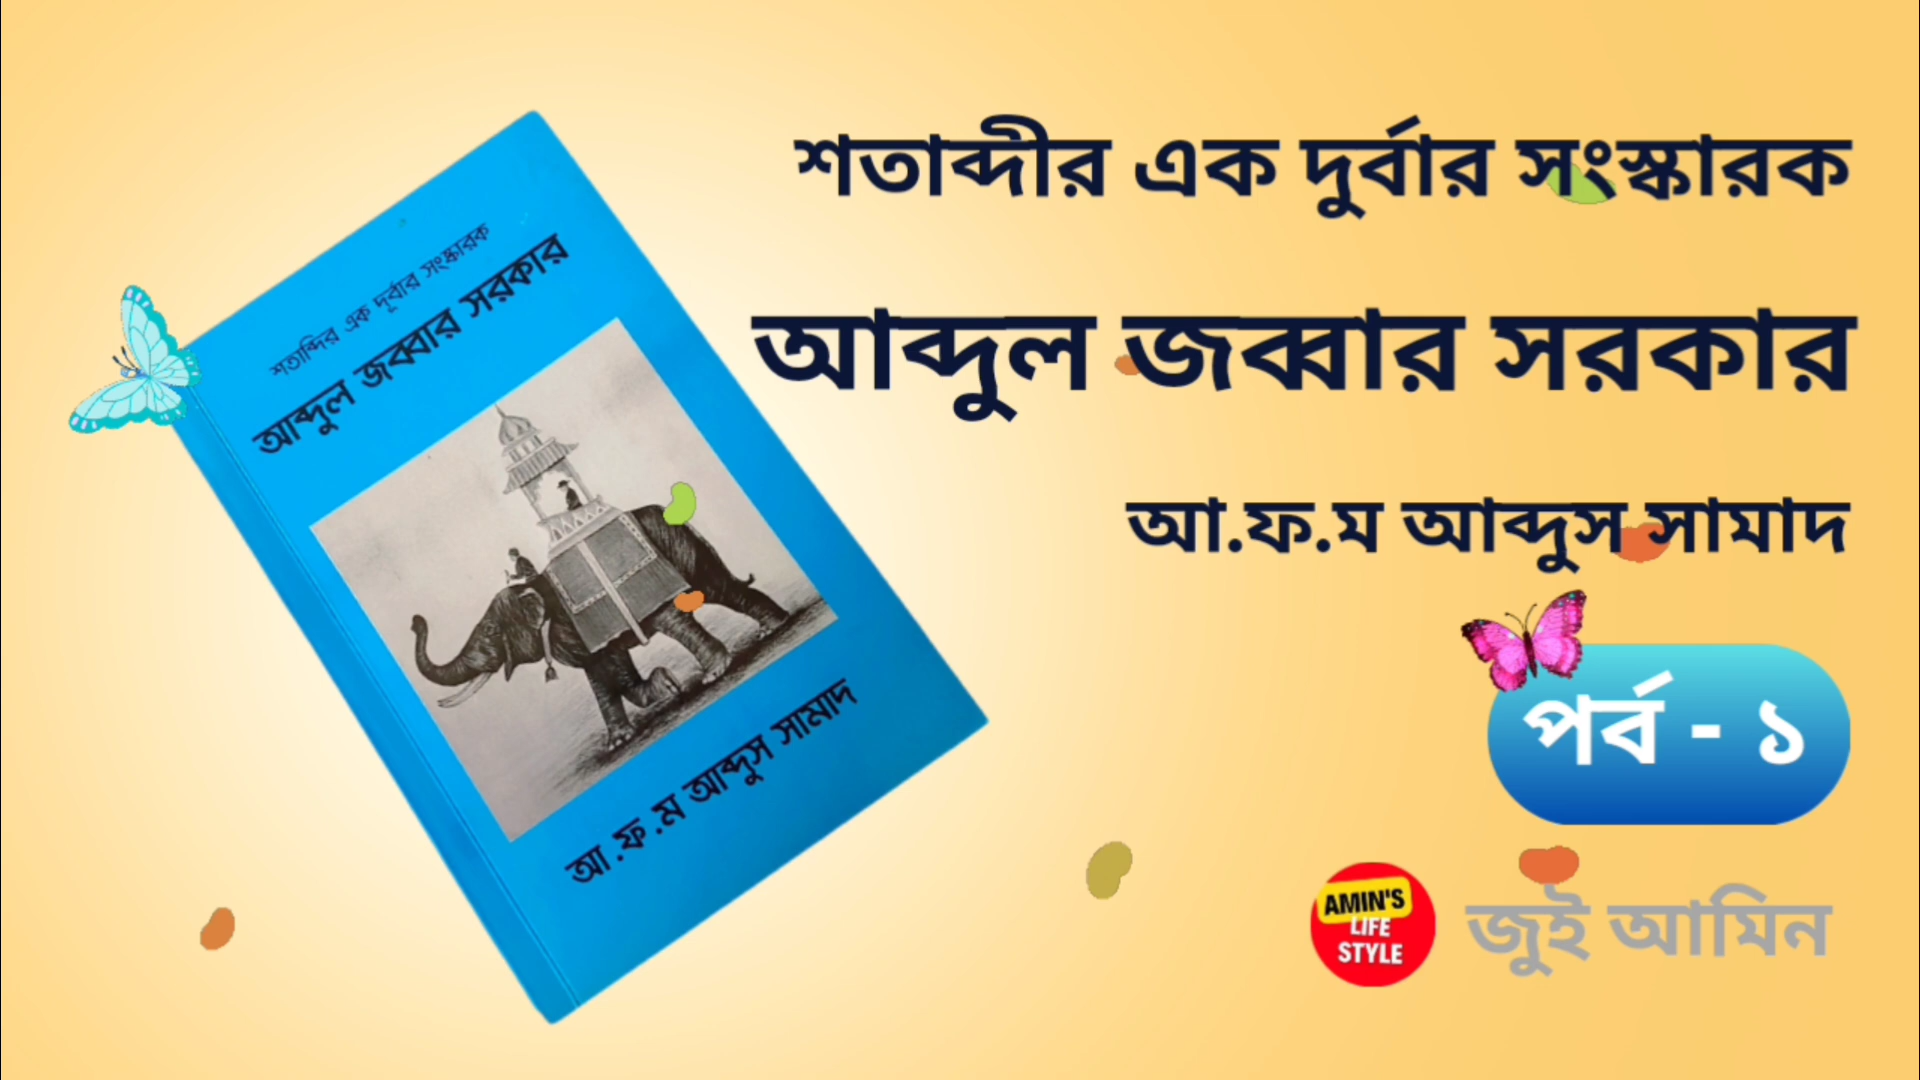 শতাব্দির এক দুর্বার সংস্কারক
আব্দুল জব্বার সরকার
আ.ফ.ম আব্দুস সামাদ
শতাব্দীর এক দুর্বার সংস্কারক
আব্দুল জব্বার সরকার
আ.ফ.ম আব্দুস সামাদ
পর্ব - ১
AMIN'S
LIFE
STYLE
জুই আমিন